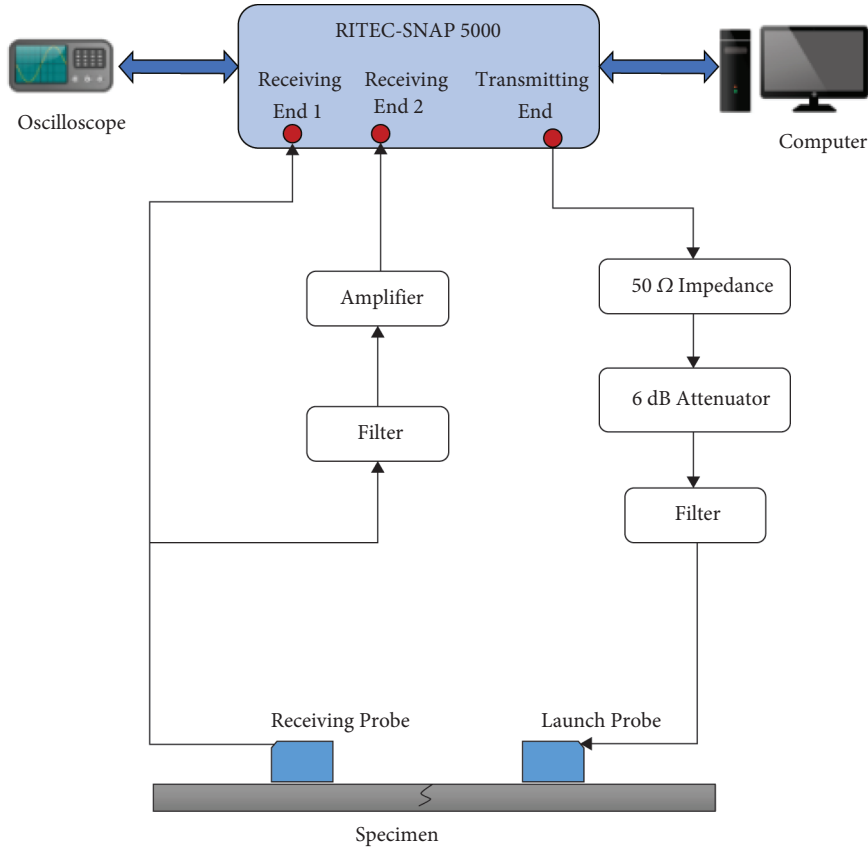 RITEC-SNAP 5000
Receiving
End 1
Receiving
End 2
Transmitting
End
Oscilloscope
Computer
50 Ω Impedance
Amplifier
6 dB Attenuator
Filter
Filter
Receiving Probe
Launch Probe
Specimen